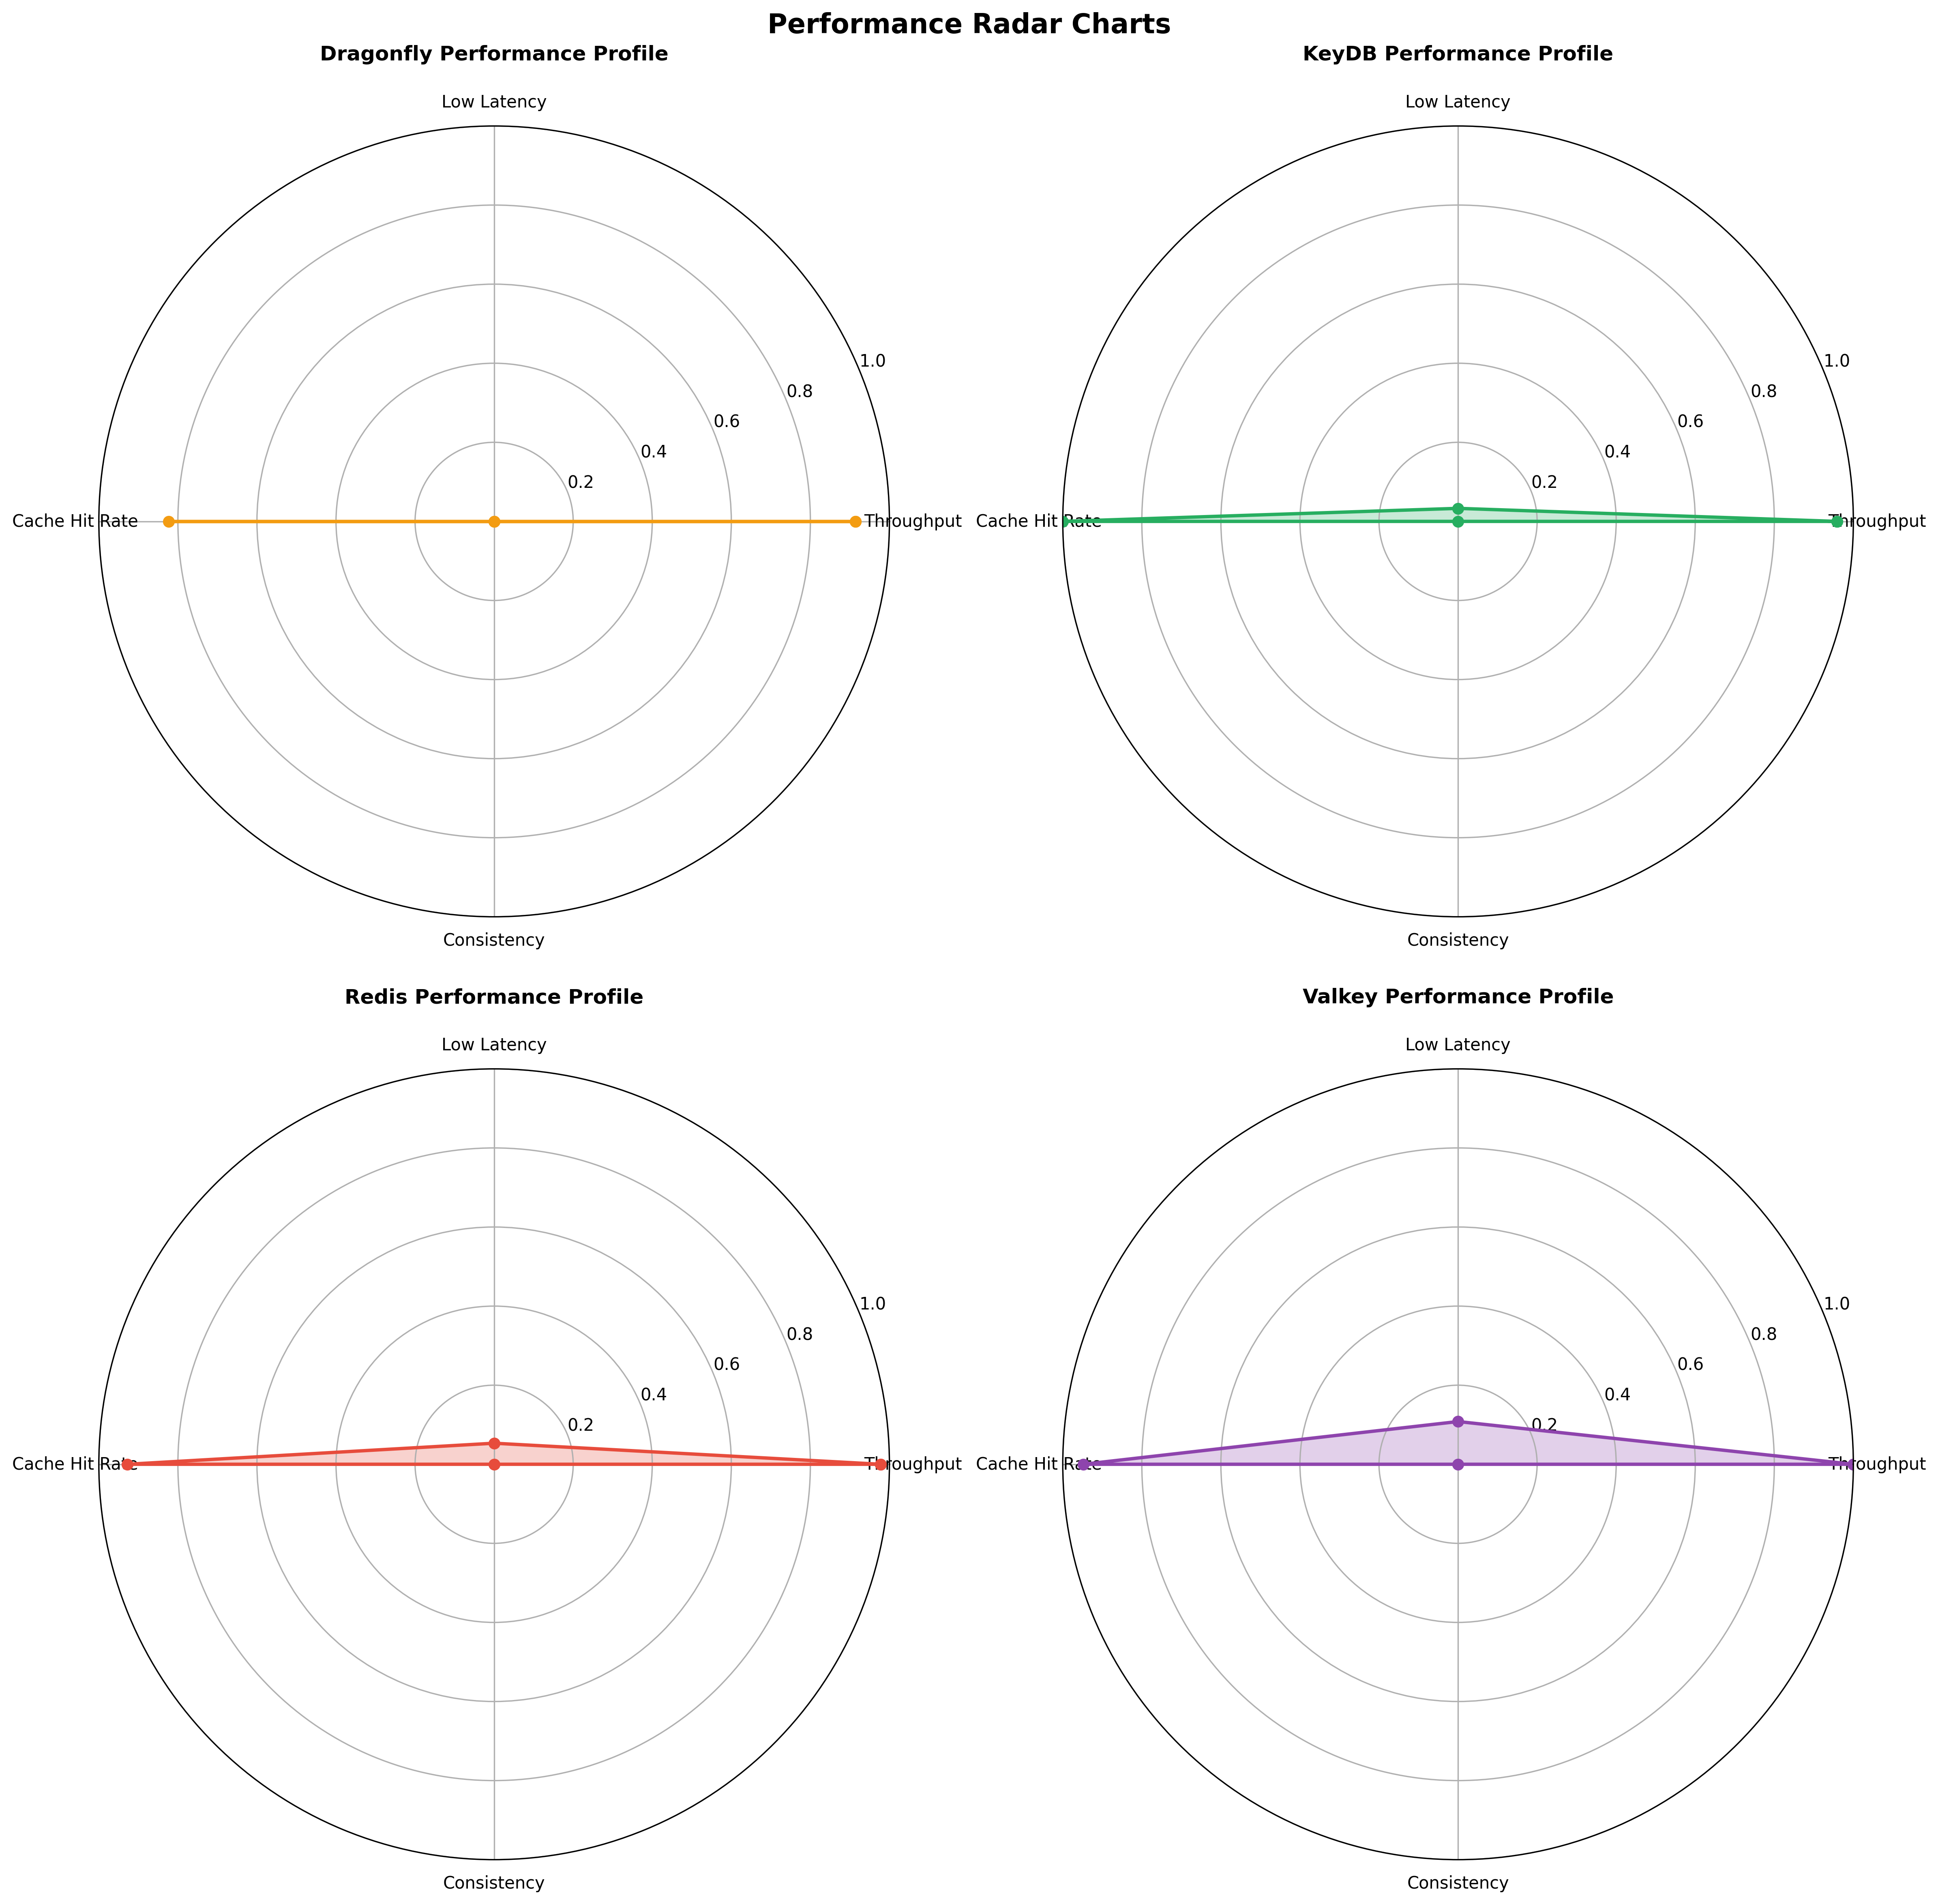 Performance Radar Charts
Dragonfly Performance Profile
Low Latency
1.0
0.8
0.6
0.4
0.2
Cache Hit Rate
Throughput
Consistency
KeyDB Performance Profile
Low Latency
1.0
0.8
0.6
0.4
0.2
Cache Hit Rate
Throughput
Consistency
Redis Performance Profile
Low Latency
1.0
0.8
0.6
0.4
0.2
Cache Hit Rate
Throughput
Consistency
Valkey Performance Profile
Low Latency
1.0
0.8
0.6
0.4
0.2
Cache Hit Rate
Throughput
Consistency